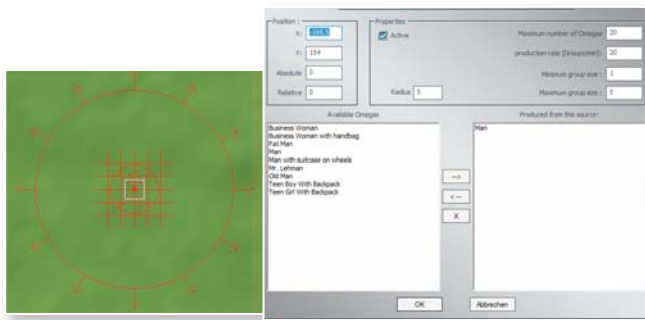 Position :
X:
Y: 154
Absolute 0
Relative 0
Properties
Active
Radius 5
Maximum number of Omegas 20
production rate (Groups/min): 20
Minimum group size : 1
Maximum group size : 5
Available Omegas
Business Woman
Business Woman with handbag
Fat Man
Man
Man with suitcase on wheels
Mr. Lehman
Old Man
Teen Boy With Backpack
Teen Girl With Backpack
-->
<--
X
Produced from this source:
Man
OK
Abbrechen